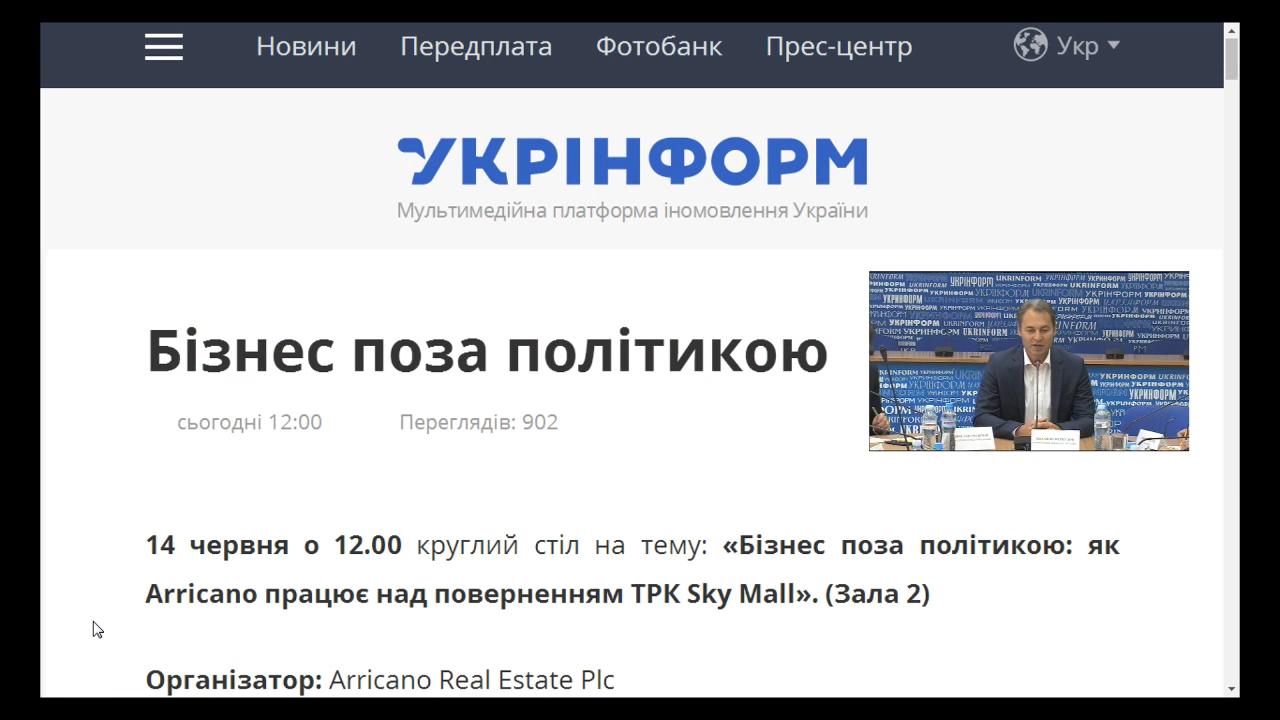 Новини Передплата Фотобанк Прес-центр Укр
УКРІНФОРМ
Мультимедійна платформа іномовлення України
Бізнес поза політикою
сьогодні 12:00 Переглядів: 902
14 червня о 12.00 круглий стіл на тему: «Бізнес поза політикою: як
Arricano працює над поверненням ТРК Sky Mall». (Зала 2)
Організатор: Arricano Real Estate Plc